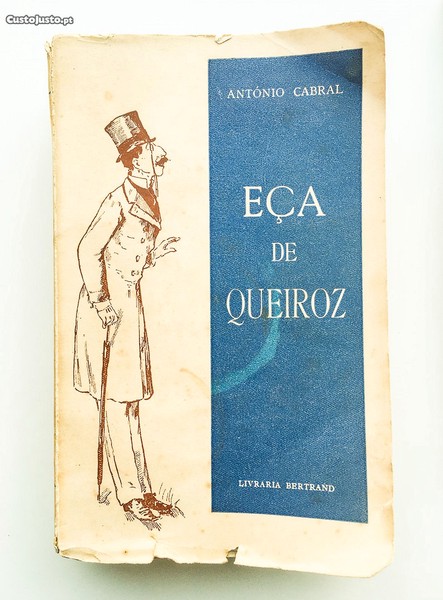 CustoJusto.pt
ANTÓNIO CABRAL
EÇA
DE
QUEIROZ
LIVRARIA BERTRAND